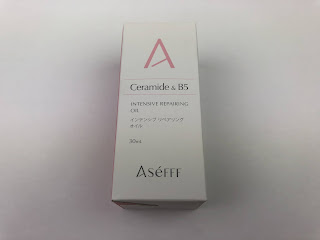 A
Ceramide & B5
INTENSIVE REPAIRING
OIL
インテンシブ リペアリング
オイル
30mL
AséFFF